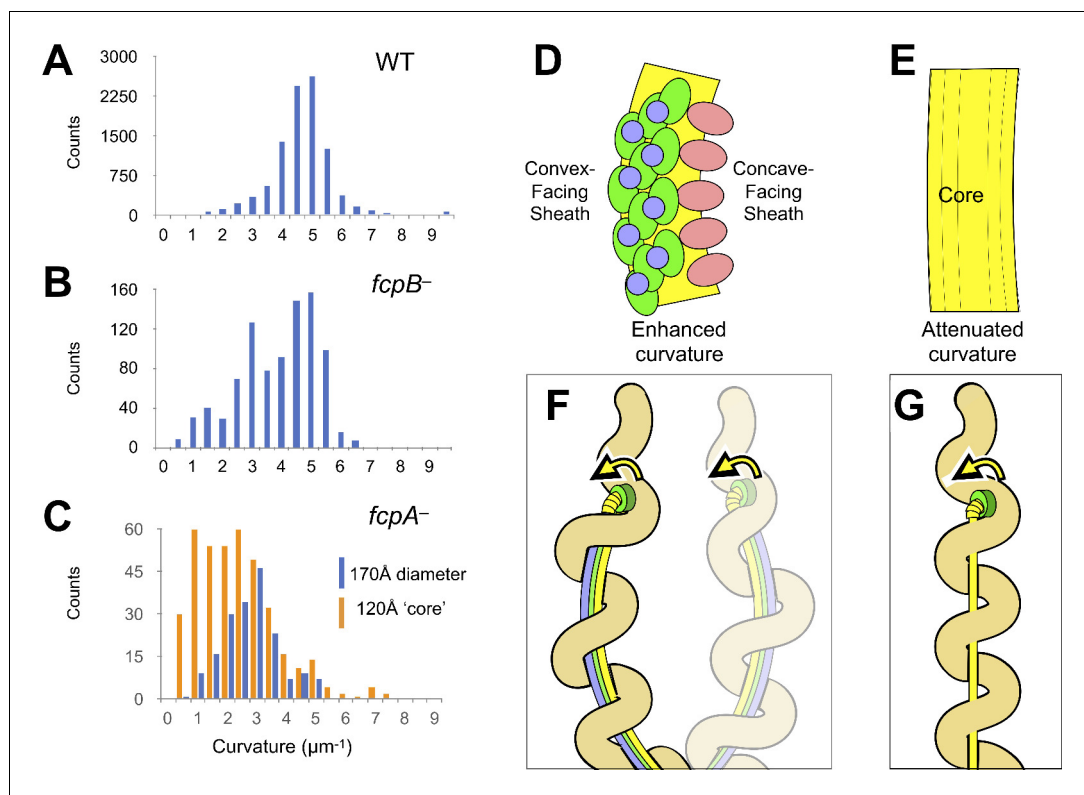 A
WT
3000
2250
1500
750
0
Counts
0 1 2 3 4 5 6 7 8 9
B
fcpB–
160
120
80
40
0
Counts
0 1 2 3 4 5 6 7 8 9
C
fcpA–
60
45
30
15
0
Counts
170Å diameter
120Å ‘core’
0 1 2 3 4 5 6 7 8 9
Curvature (µm-1)
D
Convex-
Facing
Sheath
Concave-
Facing
Sheath
Enhanced
curvature
E
Core
Attenuated
curvature
F
G